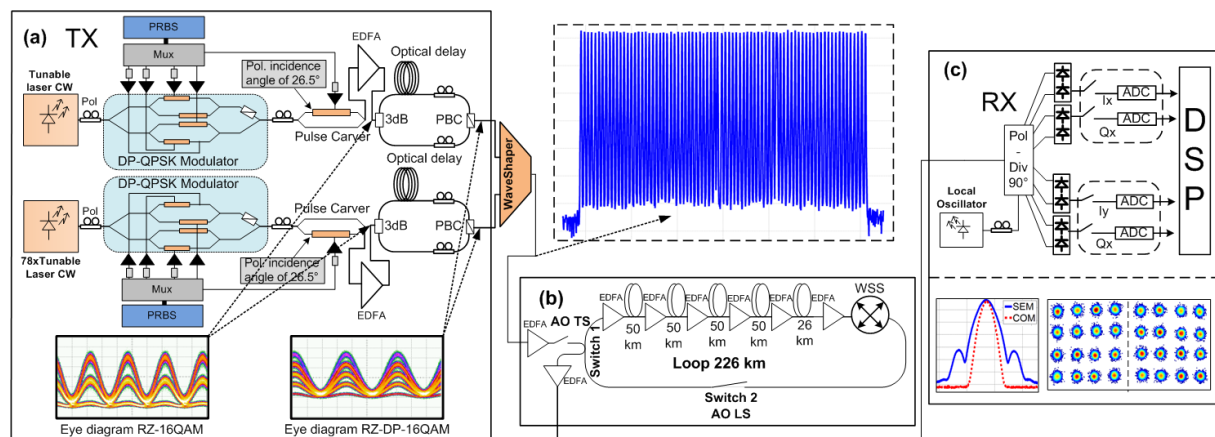 (a) TX
PRBS
Mux
Tunable
laser CW
Pol
DP-QPSK Modulator
Pol. incidence
angle of 26.5°
Pulse Carver
EDFA
Optical delay
3dB
PBC
WaveShaper
DP-QPSK Modulator
Pol
78xTunable
Laser CW
Mux
PRBS
Pulse Carver
Pol. incidence
angle of 26.5°
EDFA
Optical delay
3dB
PBC
Eye diagram RZ-16QAM
Eye diagram RZ-DP-16QAM
(b)
EDFA
AO TS
Switch 1
EDFA
EDFA
EDFA
EDFA
EDFA
EDFA
WSS
50
km
50
km
50
km
50
km
26
km
Loop 226 km
EDFA
Switch 2
AO LS
(c)
RX
Pol
-
Div
90°
Local
Oscillator
Ix
ADC
Qx
ADC
Iy
ADC
Qx
ADC
D
S
P
SEM
COM